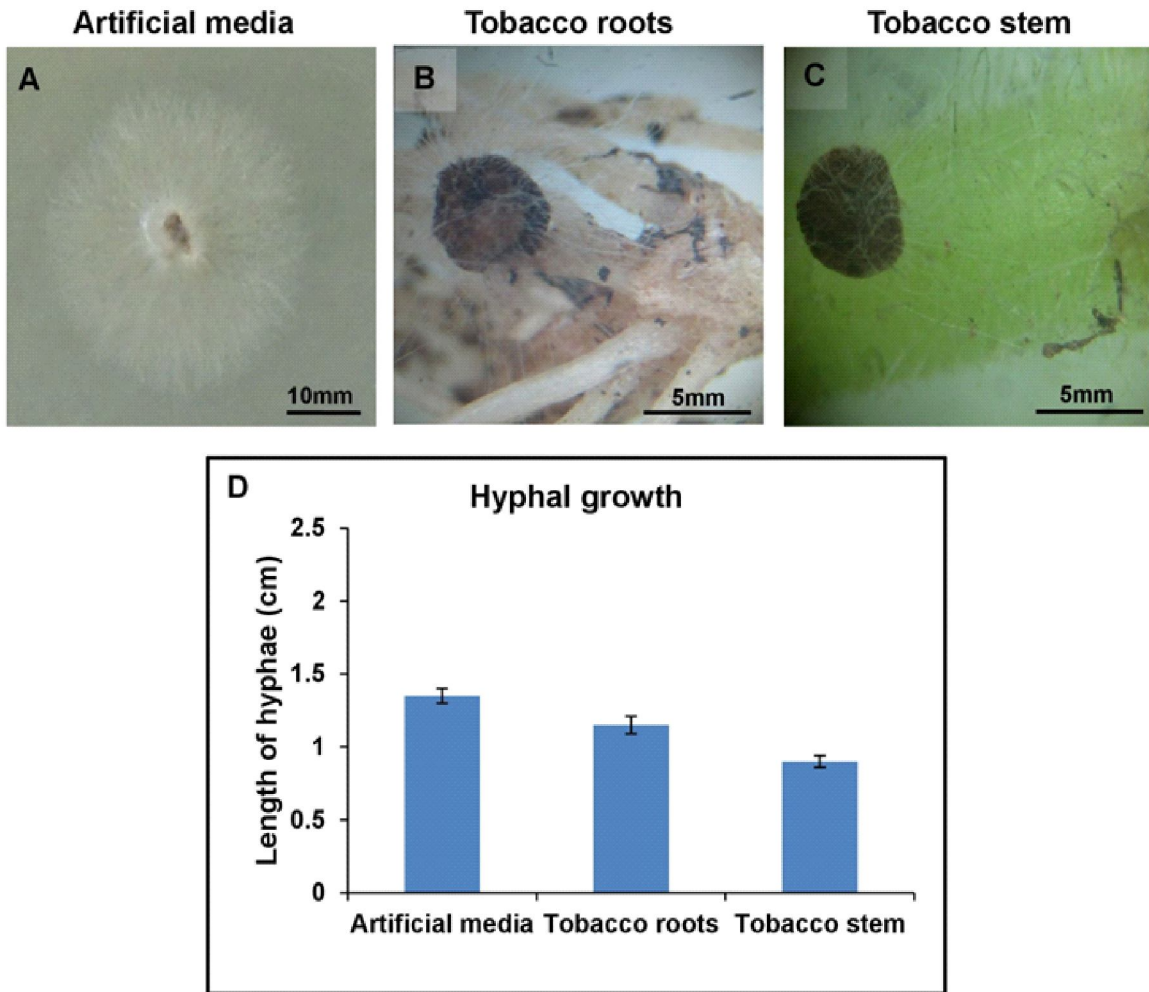 Artificial media Tobacco roots Tobacco stem
A B C
10mm 5mm 5mm
D
Hyphal growth
2.5
2
1.5
1
0.5
0
Length of hyphae (cm)
Artificial media Tobacco roots Tobacco stem